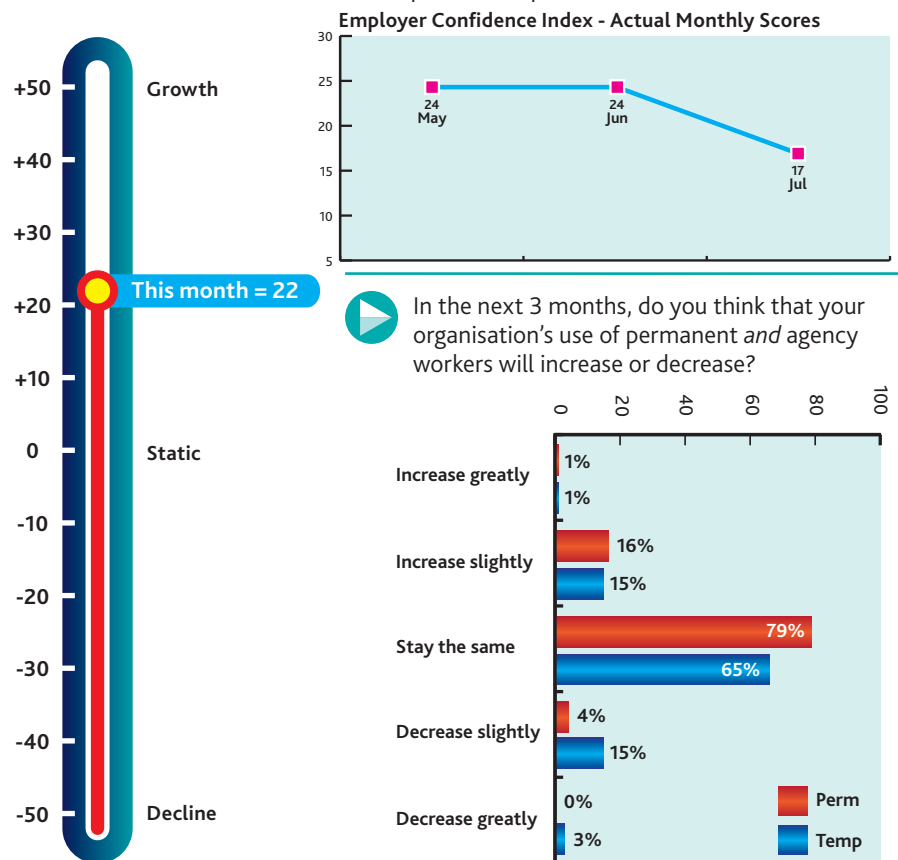 Employer Confidence Index - Actual Monthly Scores
30
25
20
15
10
5
24
May
24
Jun
17
Jul
+50
+40
+30
+20
+10
0
-10
-20
-30
-40
-50
Growth
This month = 22
Static
Decline
In the next 3 months, do you think that your
organisation's use of permanent and agency
workers will increase or decrease?
0
20
40
60
80
100
Increase greatly
1%
1%
Increase slightly
16%
15%
Stay the same
79%
65%
Decrease slightly
4%
15%
Decrease greatly
0%
3%
Perm
Temp